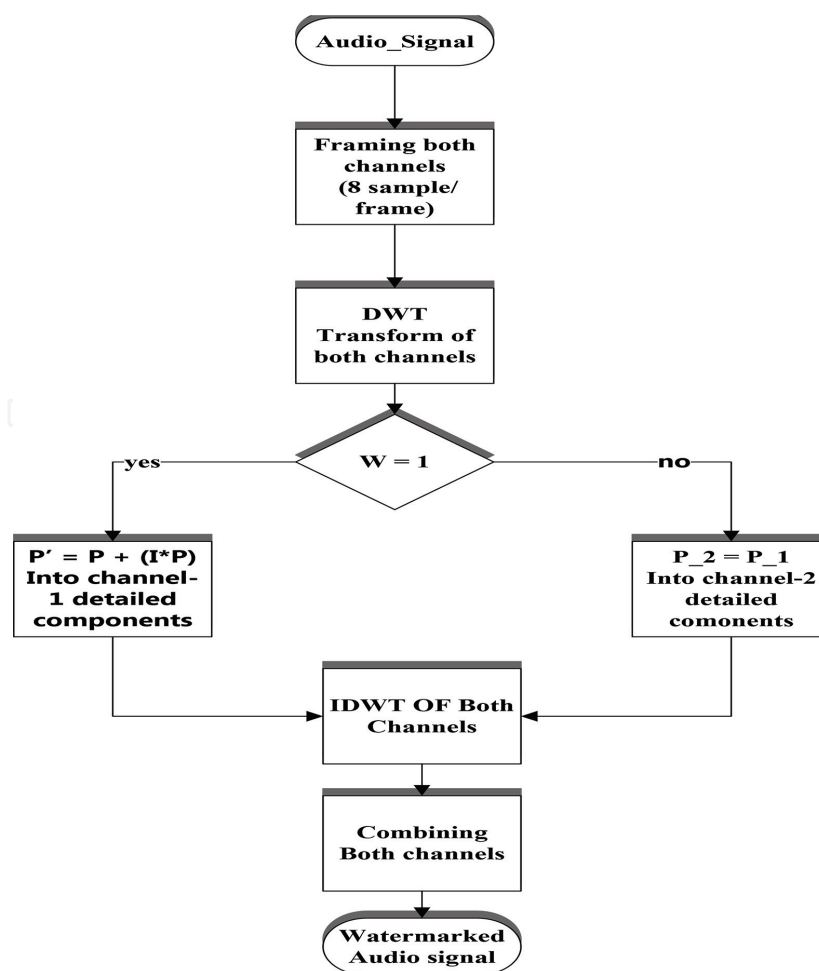 Audio_Signal
Framing both
channels
(8 sample/
frame)
DWT
Transform of
both channels
W = 1
yes
no
P′ = P + (I*P)
Into channel-
1 detailed
components
P_2 = P_1
Into channel-2
detailed
comonents
IDWT OF Both
Channels
Combining
Both channels
Watermarked
Audio signal